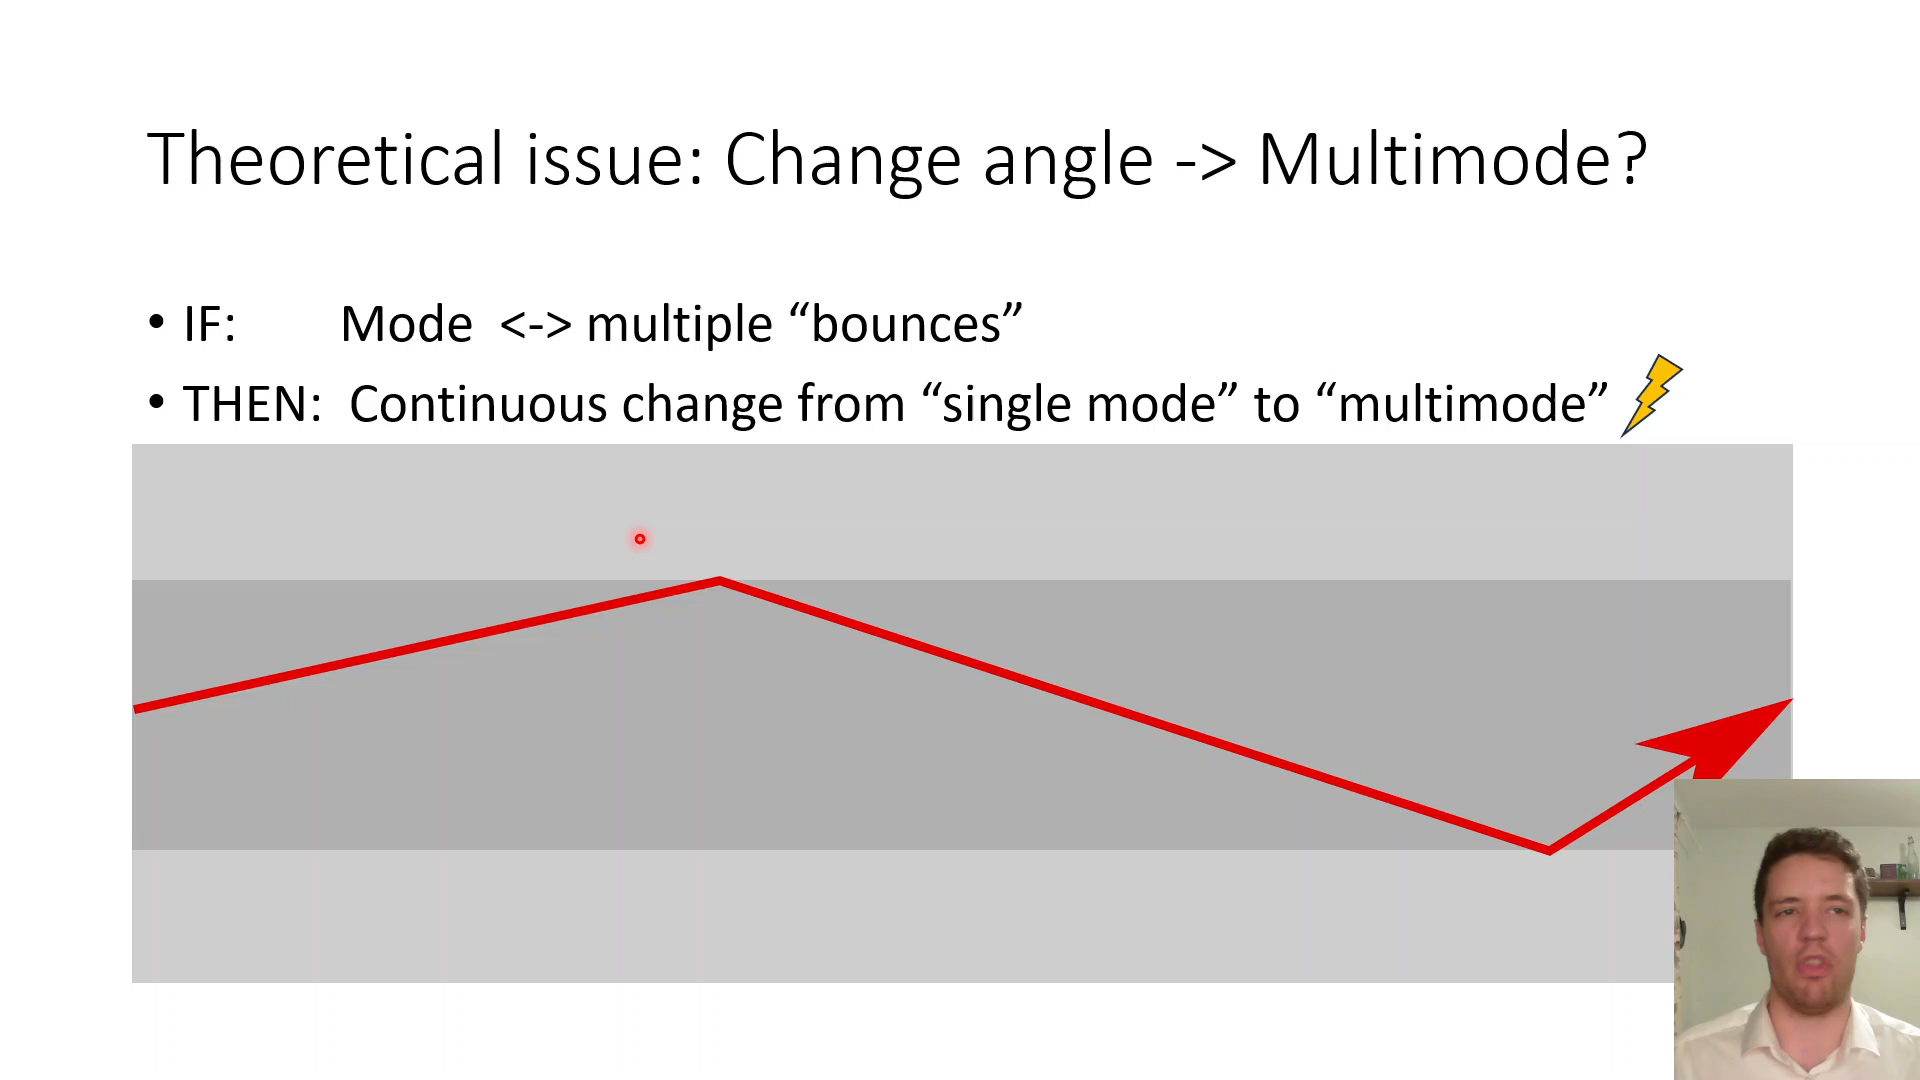 Theoretical issue: Change angle -> Multimode?
• IF: Mode <-> multiple “bounces”
• THEN: Continuous change from “single mode” to “multimode”